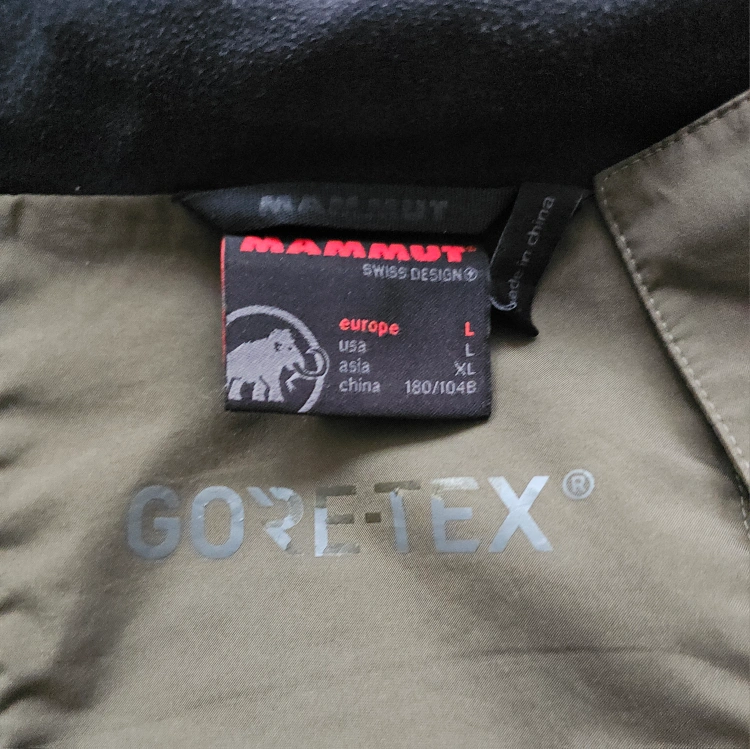 MAMMUT
made in china
MAMMUT
SWISS DESIGN
europe L
usa L
asia XL
china 180/104B
GORE-TEX®